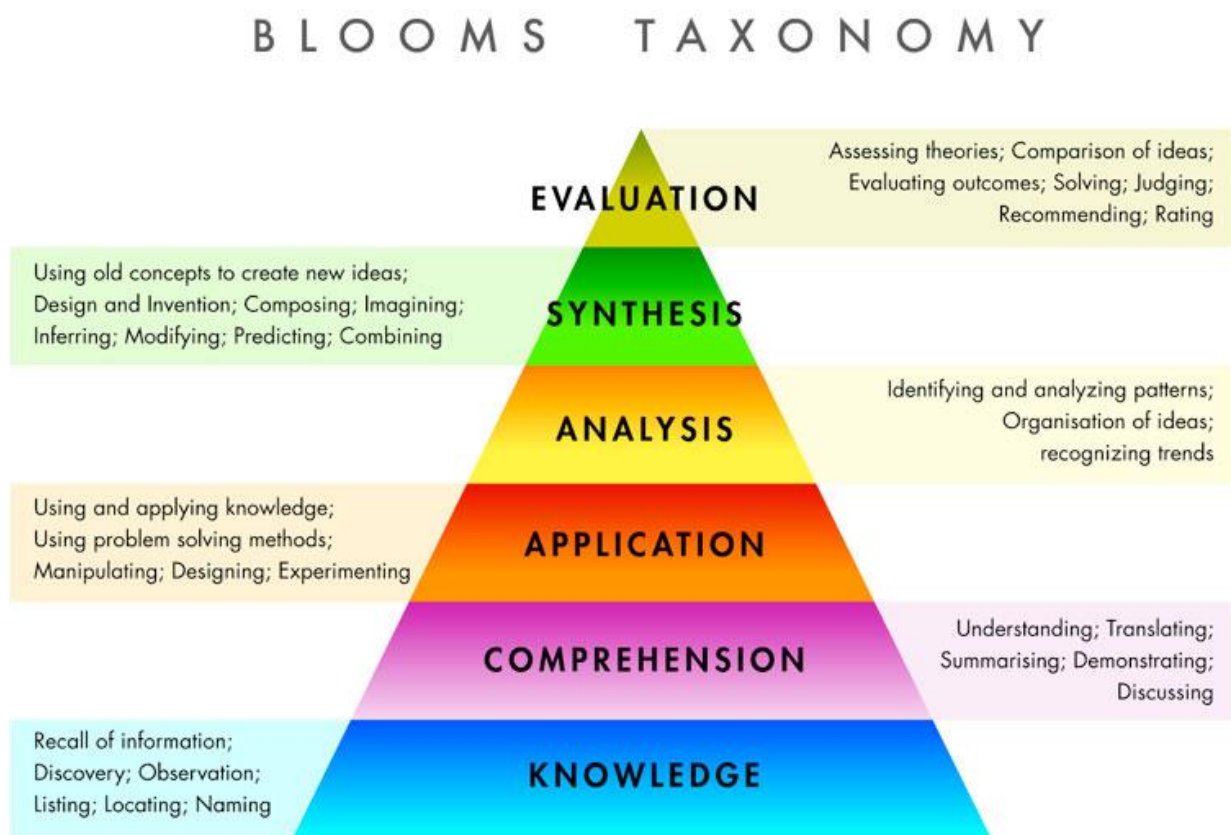 BLOOMS TAXONOMY
EVALUATION
Assessing theories; Comparison of ideas;
Evaluating outcomes; Solving; Judging;
Recommending; Rating
Using old concepts to create new ideas;
Design and Invention; Composing; Imagining;
Inferring; Modifying; Predicting; Combining
SYNTHESIS
ANALYSIS
Identifying and analyzing patterns;
Organisation of ideas;
recognizing trends
Using and applying knowledge;
Using problem solving methods;
Manipulating; Designing; Experimenting
APPLICATION
COMPREHENSION
Understanding; Translating;
Summarising; Demonstrating;
Discussing
Recall of information;
Discovery; Observation;
Listing; Locating; Naming
KNOWLEDGE